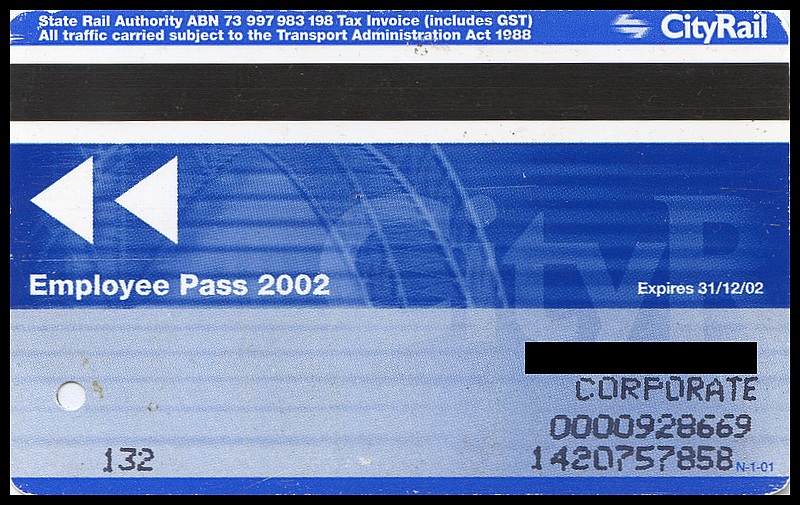 State Rail Authority ABN 73 997 983 198 Tax Invoice (includes GST)
All traffic carried subject to the Transport Administration Act 1988
CityRail
Employee Pass 2002
Expires 31/12/02
CORPORATE
0000928669
1420757858
N-1-01
132